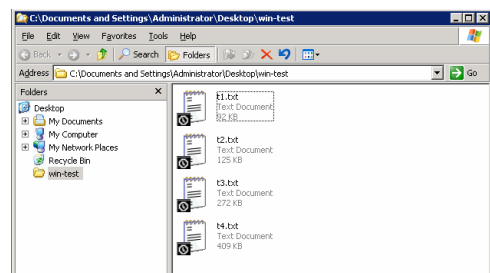 C:\Documents and Settings\Administrator\Desktop\win-test
File Edit View Favorites Tools Help
Back Search Folders
Address C:\Documents and Settings\Administrator\Desktop\win-test Go
Folders
Desktop
My Documents
My Computer
My Network Places
Recycle Bin
win-test
t1.txt
Text Document
92 KB
t2.txt
Text Document
125 KB
t3.txt
Text Document
272 KB
t4.txt
Text Document
409 KB